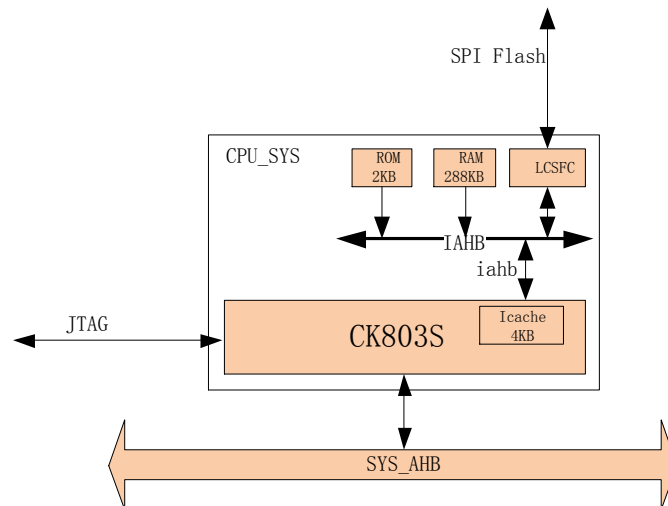 SPI Flash
CPU_SYS
ROM
2KB
RAM
288KB
LCSFC
IAHB
iahb
Icache
4KB
CK803S
JTAG
SYS_AHB